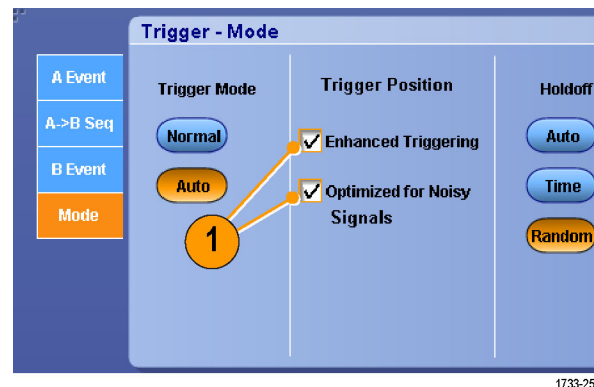 Trigger - Mode
A Event
A->B Seq
B Event
Mode
Trigger Mode
Normal
Auto
1
Trigger Position
Enhanced Triggering
Optimized for Noisy
Signals
Holdoff
Auto
Time
Random
1733-25